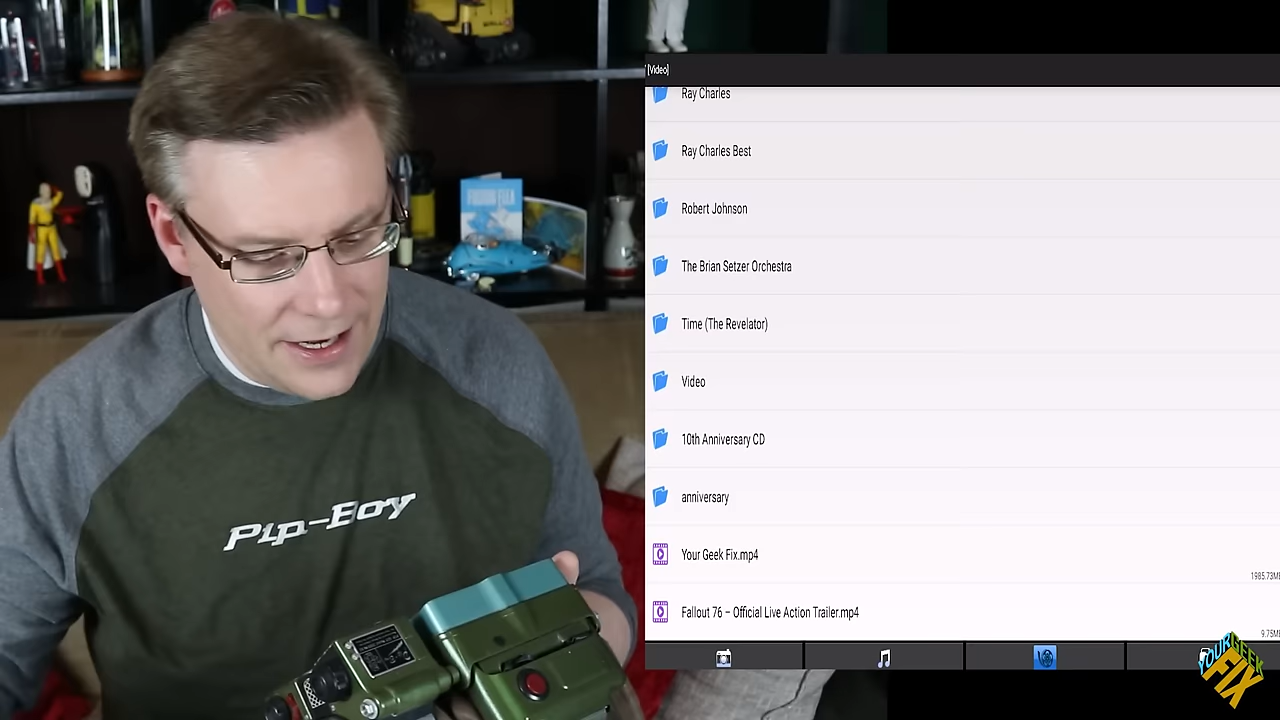 [Video]
Ray Charles
Ray Charles Best
Robert Johnson
The Brian Setzer Orchestra
Time (The Revelator)
Video
10th Anniversary CD
anniversary
Your Geek Fix.mp4
1985.73M
Fallout 76 – Official Live Action Trailer.mp4
9.75M
Pip-Boy
YOUR GEEK
FIX